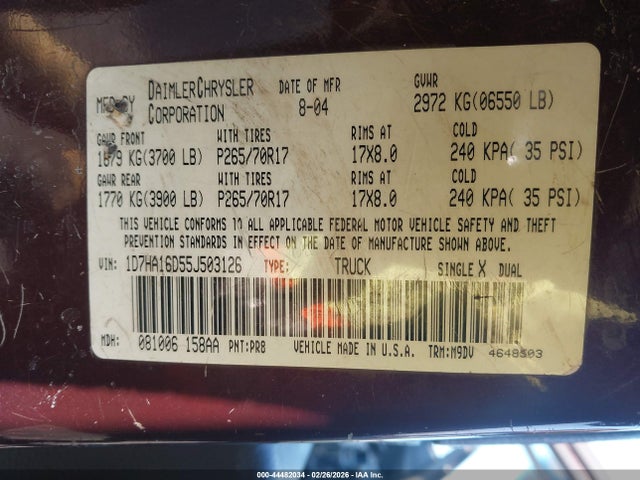 MFD BY DAIMLERCHRYSLER CORPORATION DATE OF MFR 8-04 GVWR 2972 KG(06550 LB)
GAWR FRONT WITH TIRES RIMS AT COLD
1679 KG(3700 LB) P265/70R17 17X8.0 240 KPA( 35 PSI)
GAWR REAR WITH TIRES RIMS AT COLD
1770 KG(3900 LB) P265/70R17 17X8.0 240 KPA( 35 PSI)
THIS VEHICLE CONFORMS TO ALL APPLICABLE FEDERAL MOTOR VEHICLE SAFETY AND THEFT
PREVENTION STANDARDS IN EFFECT ON THE DATE OF MANUFACTURE SHOWN ABOVE.
VIN: 1D7HA16D55J503126 TYPE: TRUCK SINGLE X DUAL
MDH: 081006 158AA PNT:PR8 VEHICLE MADE IN U.S.A. TRM:M9DV 4648503
000-44482034 - 02/26/2026 - IAA Inc.